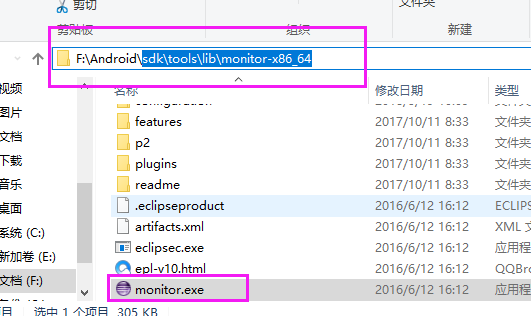 剪切
文件夹
剪贴板 组织 新建
F:\Android\sdk\tools\lib\monitor-x86_64
名称 修改日期 类型
视频 configuration
图片 features 2017/10/11 8:33 文件夹
文档 p2 2017/10/11 8:33 文件夹
下载 plugins 2017/10/11 8:33 文件夹
音乐 readme 2017/10/11 8:33 文件夹
桌面 .eclipseproduct 2016/6/12 16:12 ECLIPS
系统 (C:) artifacts.xml 2016/6/12 16:12 XML 文
新加卷 (E:) eclipsec.exe 2016/6/12 16:12 应用程
文档 (F:) epl-v10.html 2016/6/12 16:12 QQBro
monitor.exe 2016/6/12 16:12 应用程
选中 1 个项目 305 KB